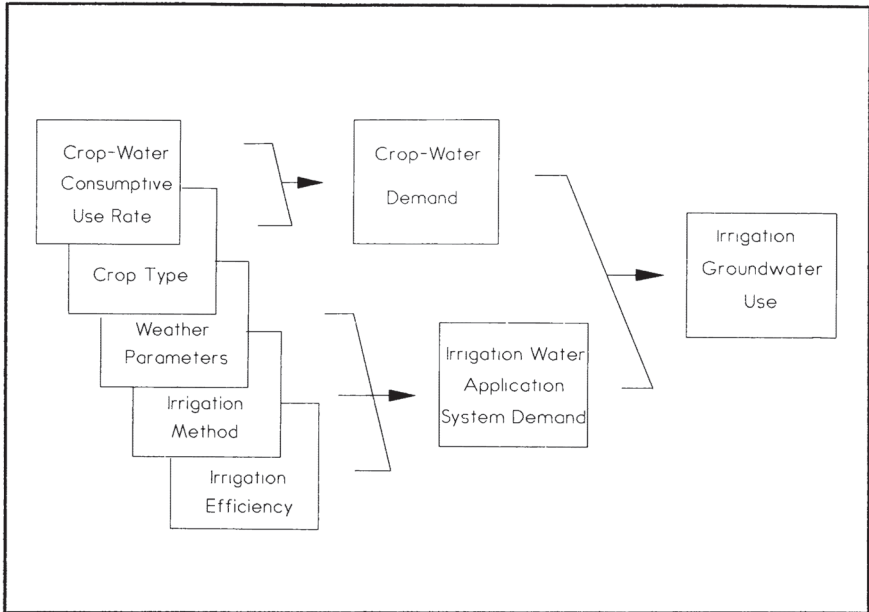 Crop-Water
Consumptive
Use Rate
Crop Type
Weather
Parameters
Irrigation
Method
Irrigation
Efficiency
Crop-Water
Demand
Irrigation Water
Application
System Demand
Irrigation
Groundwater
Use